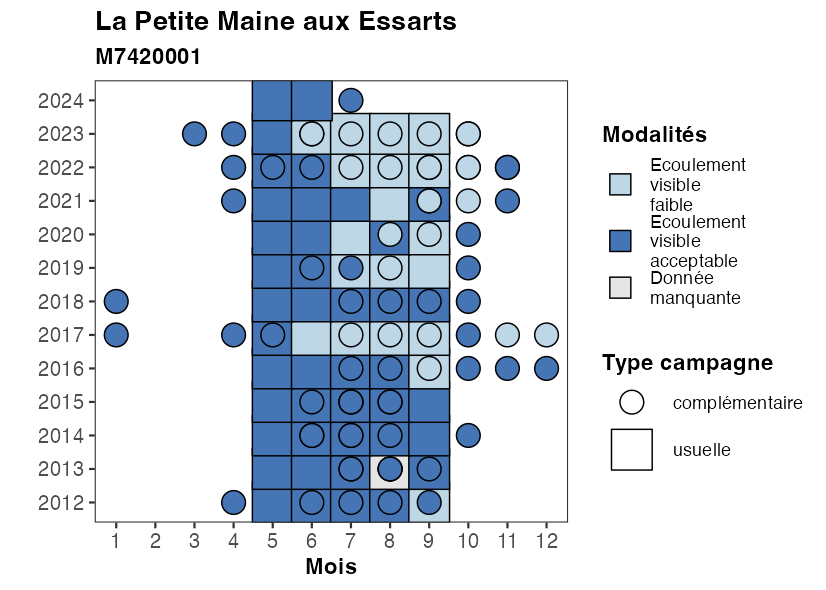 La Petite Maine aux Essarts
M7420001
2024
2023
2022
2021
2020
2019
2018
2017
2016
2015
2014
2013
2012
1 2 3 4 5 6 7 8 9 10 11 12
Mois
Modalités
Ecoulement
visible
faible
Ecoulement
visible
acceptable
Donnée
manquante
Type campagne
complémentaire
usuelle